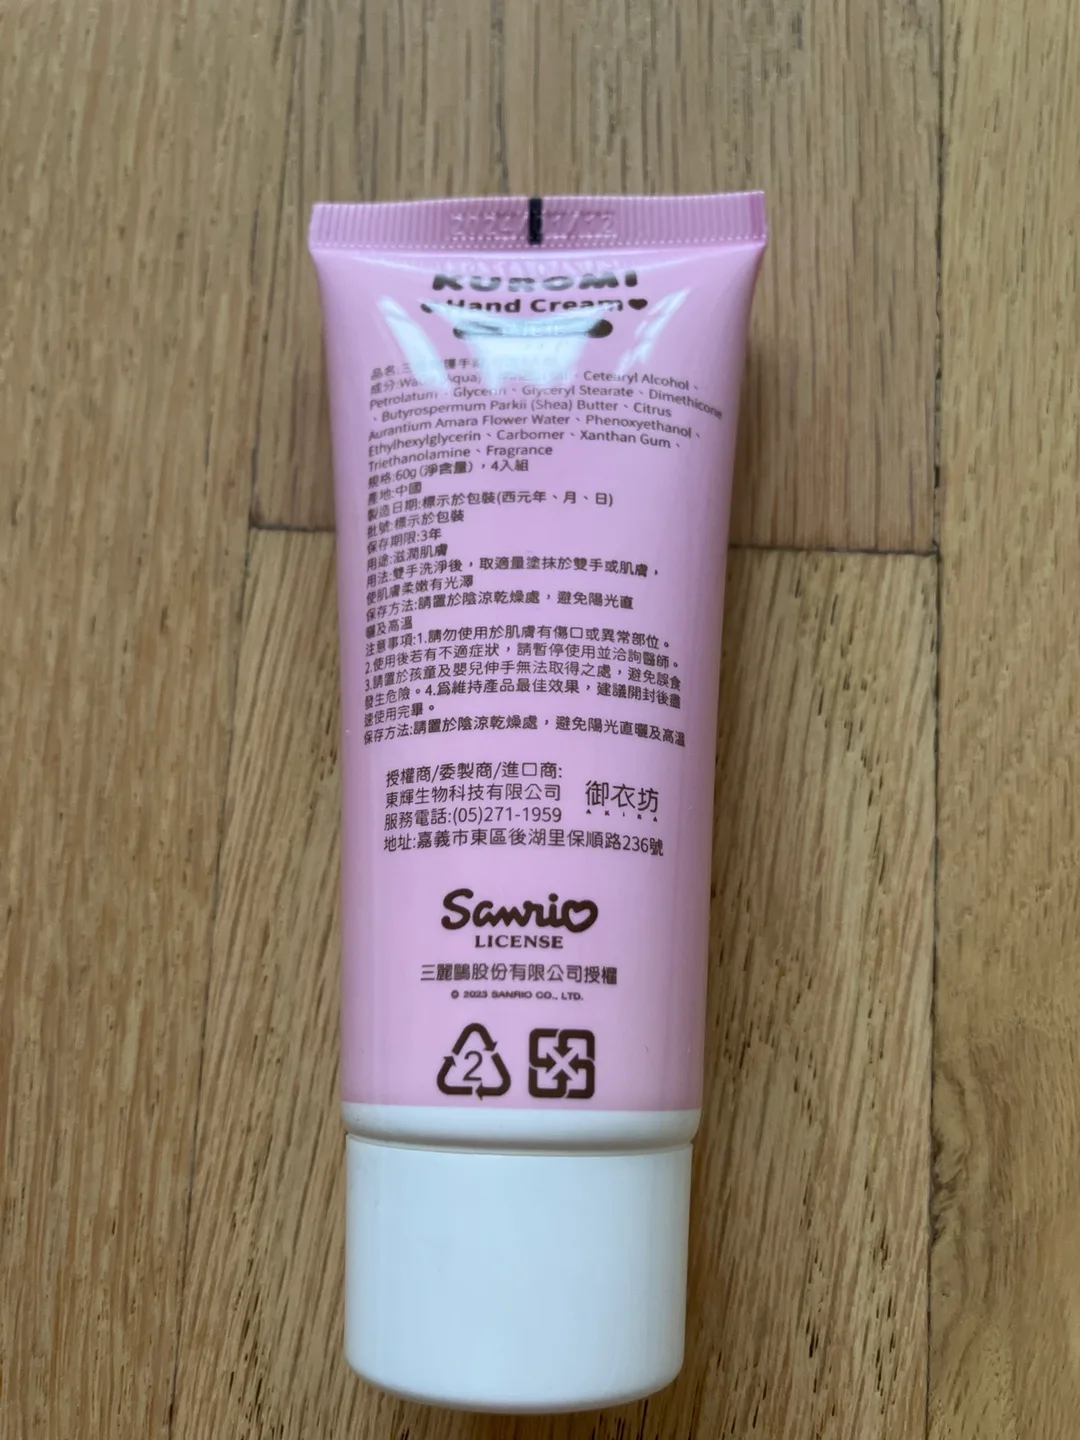 KUROMI
Hand Cream
品名:三 護手
成分: Cetearyl Alcohol、
Petrolatum、Glycerin、Glyceryl Stearate、Dimethicone
、Butyrospermum Parkii (Shea) Butter、Citrus
Aurantium Amara Flower Water、Phenoxyethanol、
Ethylhexylglycerin、Carbomer、Xanthan Gum、
Triethanolamine、Fragrance
規格:60g (淨含量)，4入組
產地:中國
製造日期:標示於包裝(西元年、月、日)
批號:標示於包裝
保存期限:3年
用途:滋潤肌膚
用法:雙手洗淨後，取適量塗抹於雙手或肌膚，
使肌膚柔嫩有光澤
保存方法:請置於陰涼乾燥處，避免陽光直
曬及高溫
注意事項:1.請勿使用於肌膚有傷口或異常部位。
2.使用後若有不適症狀，請暫停使用並洽詢醫師。
3.請置於孩童及嬰兒伸手無法取得之處，避免誤食
發生危險。4.為維持產品最佳效果，建議開封後盡
速使用完畢。
保存方法:請置於陰涼乾燥處，避免陽光直曬及高溫
授權商/委製商/進口商:
東輝生物科技有限公司
服務電話:(05)271-1959
地址:嘉義市東區後湖里保順路236號
御衣坊
AKIRA
Sanrio
LICENSE
三麗鷗股份有限公司授權
© 2023 SANRIO CO., LTD.
2